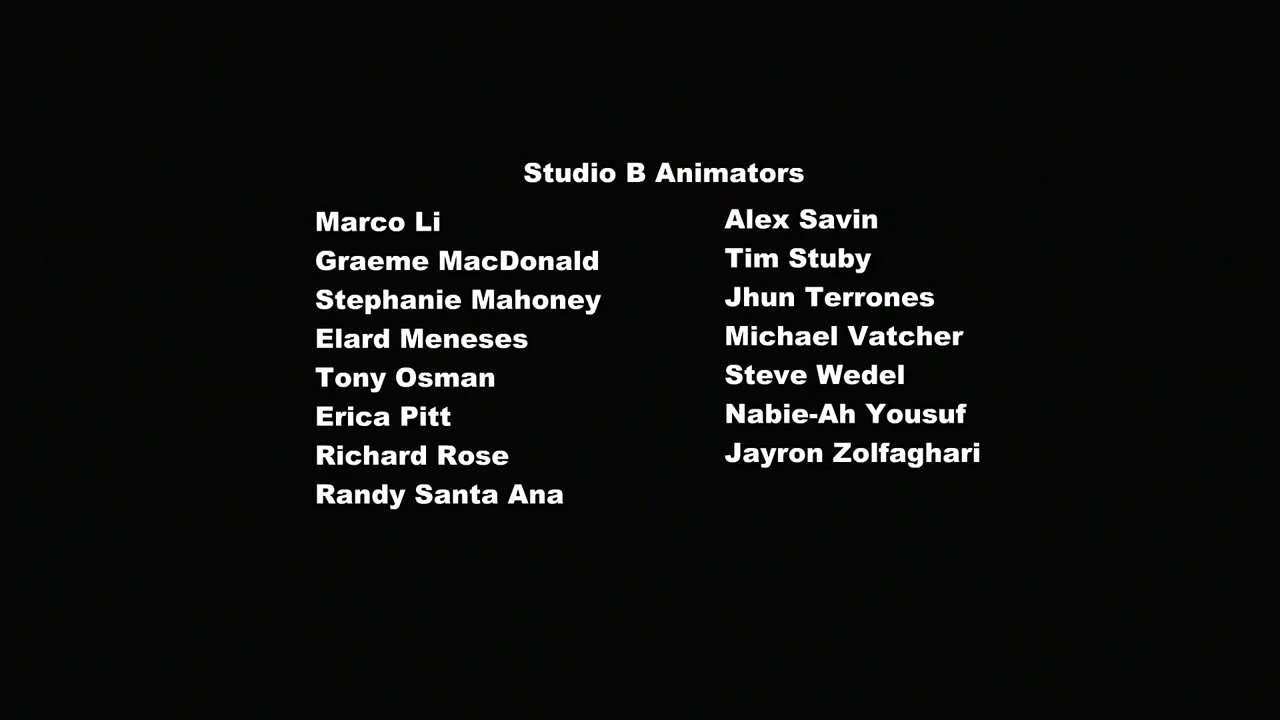 Studio B Animators
Marco Li
Graeme MacDonald
Stephanie Mahoney
Elard Meneses
Tony Osman
Erica Pitt
Richard Rose
Randy Santa Ana
Alex Savin
Tim Stuby
Jhun Terrones
Michael Vatcher
Steve Wedel
Nabie-Ah Yousuf
Jayron Zolfaghari